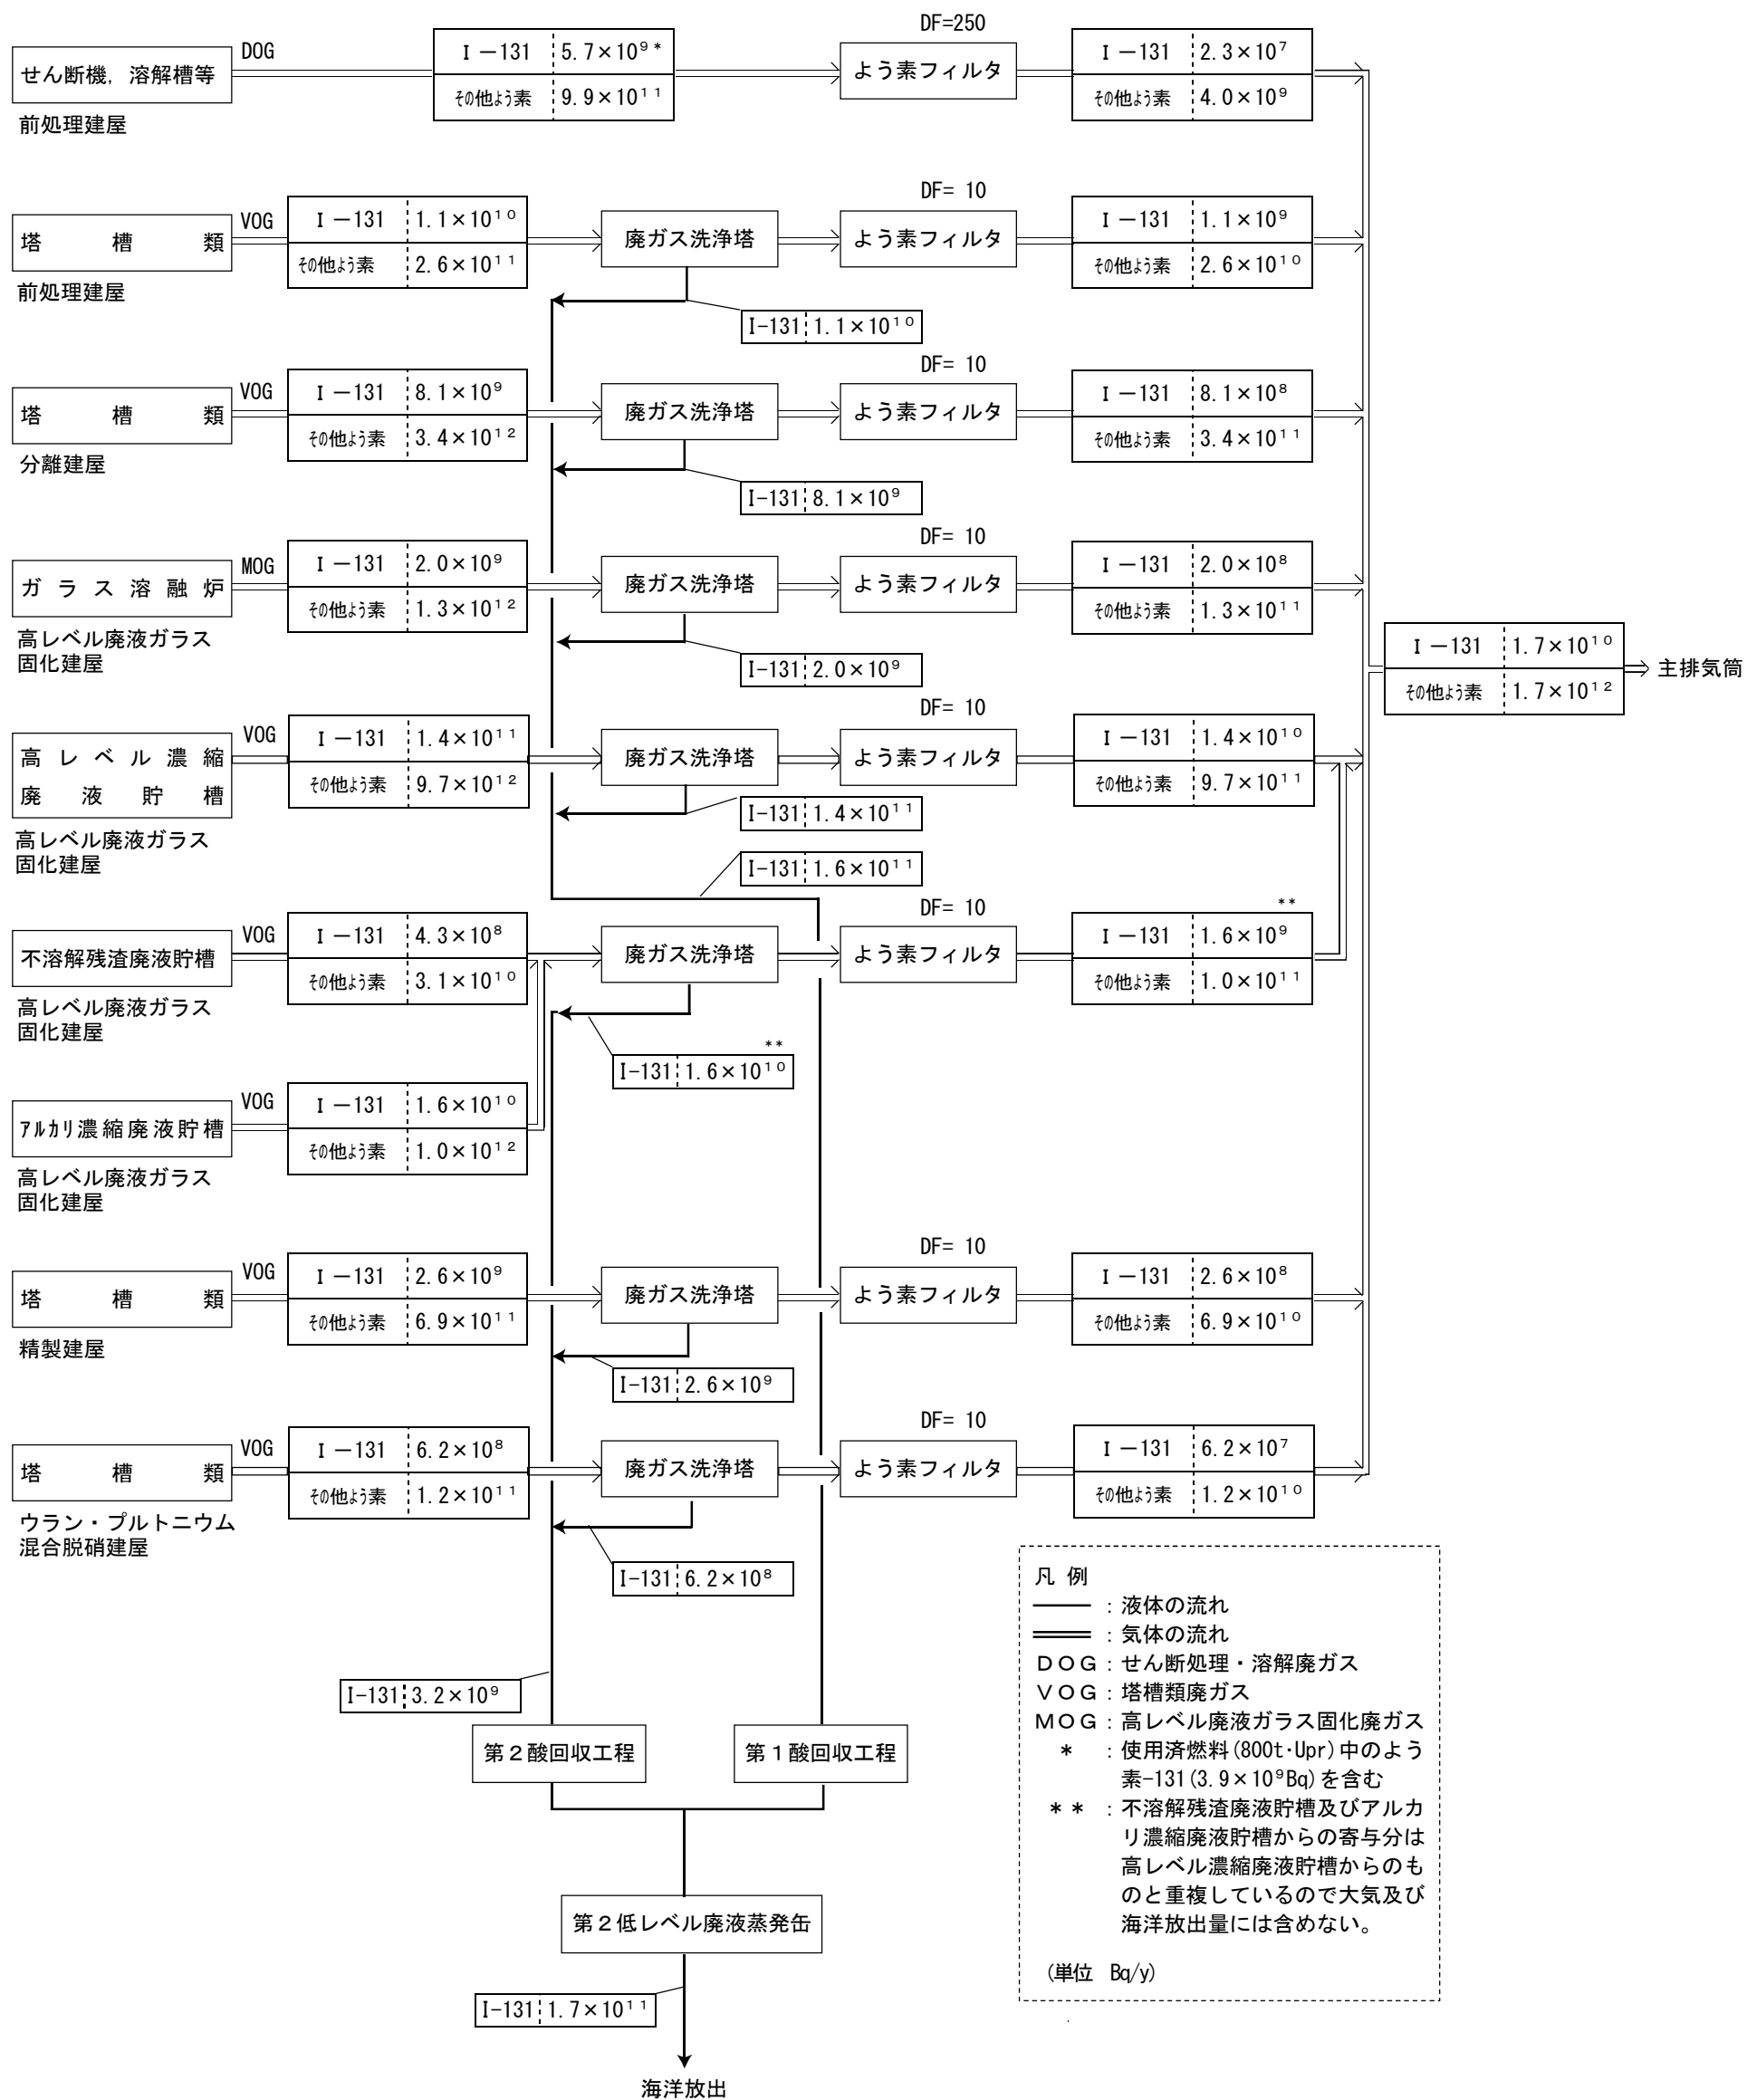 DF=250
せん断機，溶解槽等 DOG I－131 5.7×10⁹* よう素フィルタ I－131 2.3×10⁷
その他よう素 9.9×10¹¹ その他よう素 4.0×10⁹
前処理建屋
DF= 10
塔槽類 VOG I－131 1.1×10¹⁰ 廃ガス洗浄塔 よう素フィルタ I－131 1.1×10⁹
その他よう素 2.6×10¹¹ その他よう素 2.6×10¹⁰
前処理建屋
I-131 1.1×10¹⁰
DF= 10
塔槽類 VOG I－131 8.1×10⁹ 廃ガス洗浄塔 よう素フィルタ I－131 8.1×10⁸
その他よう素 3.4×10¹² その他よう素 3.4×10¹¹
分離建屋
I-131 8.1×10⁹
DF= 10
ガラス溶融炉 MOG I－131 2.0×10⁹ 廃ガス洗浄塔 よう素フィルタ I－131 2.0×10⁸
その他よう素 1.3×10¹² その他よう素 1.3×10¹¹
高レベル廃液ガラス
固化建屋
I-131 2.0×10⁹
I－131 1.7×10¹⁰
その他よう素 1.7×10¹²
主排気筒
DF= 10
高レベル濃縮 VOG I－131 1.4×10¹¹ 廃ガス洗浄塔 よう素フィルタ I－131 1.4×10¹⁰
廃液貯槽 その他よう素 9.7×10¹² その他よう素 9.7×10¹¹
高レベル廃液ガラス
固化建屋
I-131 1.4×10¹¹
I-131 1.6×10¹¹
DF= 10
**
不溶解残渣廃液貯槽 VOG I－131 4.3×10⁸ 廃ガス洗浄塔 よう素フィルタ I－131 1.6×10⁹
その他よう素 3.1×10¹⁰ その他よう素 1.0×10¹¹
高レベル廃液ガラス
固化建屋
**
I-131 1.6×10¹⁰
ｱﾙｶﾘ濃縮廃液貯槽 VOG I－131 1.6×10¹⁰
その他よう素 1.0×10¹²
高レベル廃液ガラス
固化建屋
DF= 10
塔槽類 VOG I－131 2.6×10⁹ 廃ガス洗浄塔 よう素フィルタ I－131 2.6×10⁸
その他よう素 6.9×10¹¹ その他よう素 6.9×10¹⁰
精製建屋
I-131 2.6×10⁹
DF= 10
塔槽類 VOG I－131 6.2×10⁸ 廃ガス洗浄塔 よう素フィルタ I－131 6.2×10⁷
その他よう素 1.2×10¹¹ その他よう素 1.2×10¹⁰
ウラン・プルトニウム
混合脱硝建屋
I-131 6.2×10⁸
I-131 3.2×10⁹
第２酸回収工程 第１酸回収工程
第２低レベル廃液蒸発缶
I-131 1.7×10¹¹
海洋放出
凡 例
：液体の流れ
：気体の流れ
ＤＯＧ：せん断処理・溶解廃ガス
ＶＯＧ：塔槽類廃ガス
ＭＯＧ：高レベル廃液ガラス固化廃ガス
＊：使用済燃料(800t･Upr)中のよう
素-131(3.9×10⁹Bq)を含む
＊＊：不溶解残渣廃液貯槽及びアルカ
リ濃縮廃液貯槽からの寄与分は
高レベル濃縮廃液貯槽からのも
のと重複しているので大気及び
海洋放出量には含めない。
(単位 Bq/y)